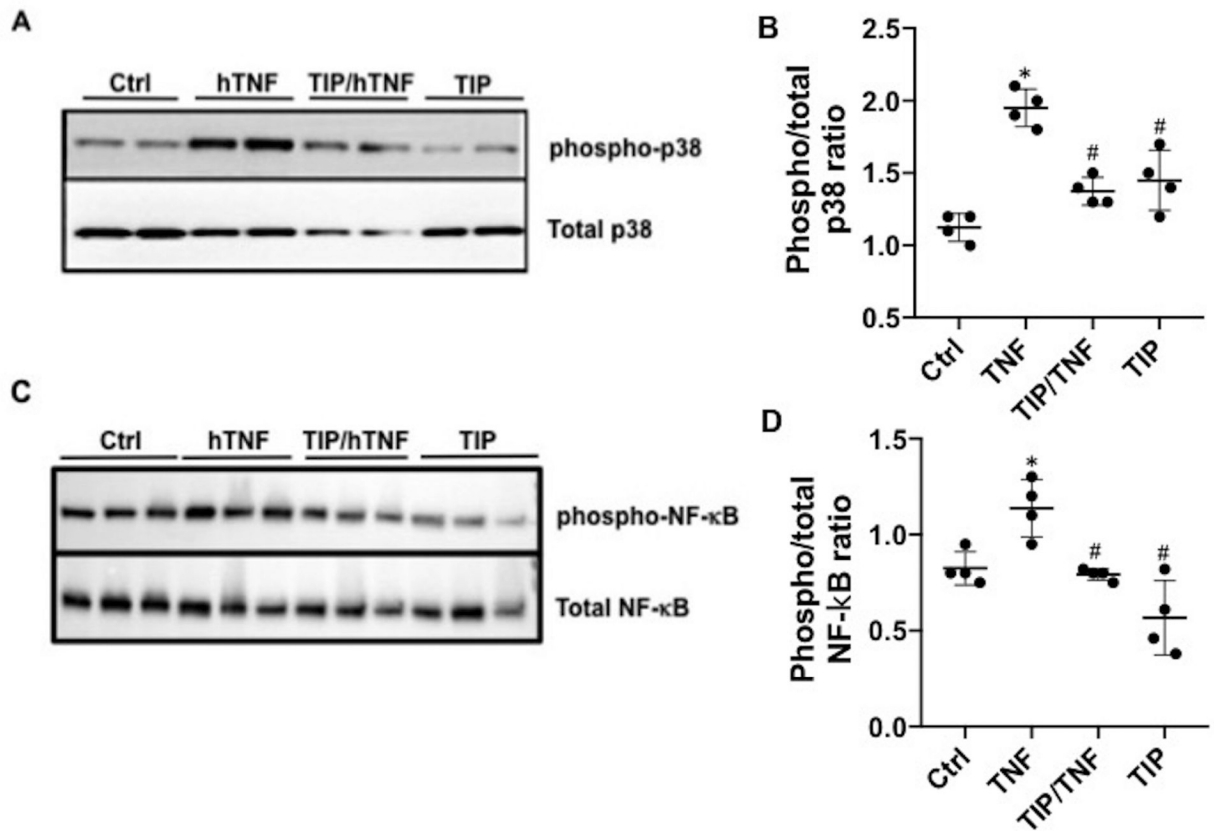 A
Ctrl hTNF TIP/hTNF TIP
phospho-p38
Total p38
B
Phospho/total
p38 ratio
2.5
2.0
1.5
1.0
0.5
*
#
#
Ctrl
TNF
TIP/TNF
TIP
C
Ctrl hTNF TIP/hTNF TIP
phospho-NF-κB
Total NF-κB
D
Phospho/total
NF-kB ratio
1.5
1.0
0.5
0.0
*
#
#
Ctrl
TNF
TIP/TNF
TIP